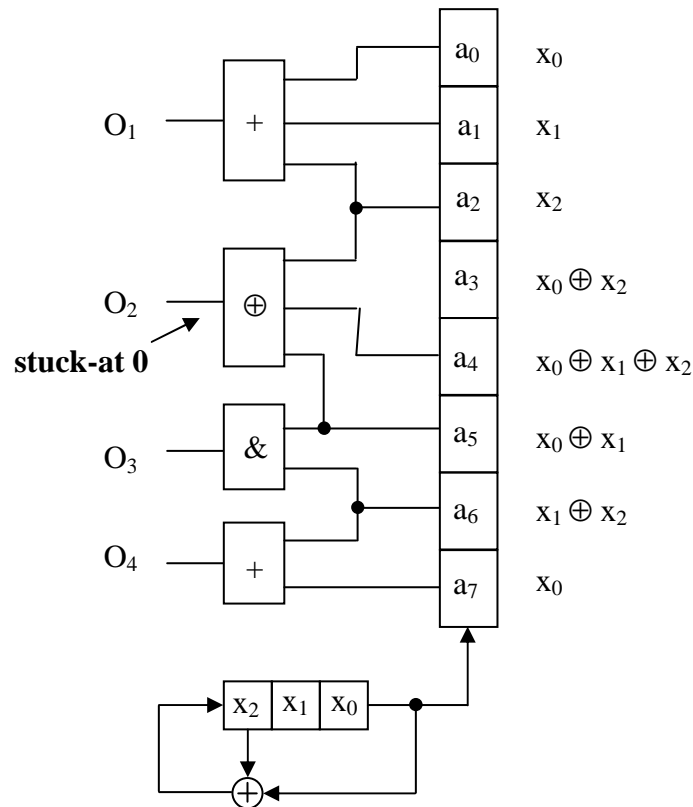 a₀ x₀
O₁ + a₁ x₁
a₂ x₂
a₃ x₀ ⊕ x₂
O₂ ⊕
stuck-at 0 a₄ x₀ ⊕ x₁ ⊕ x₂
O₃ & a₅ x₀ ⊕ x₁
a₆ x₁ ⊕ x₂
O₄ + a₇ x₀
x₂ x₁ x₀